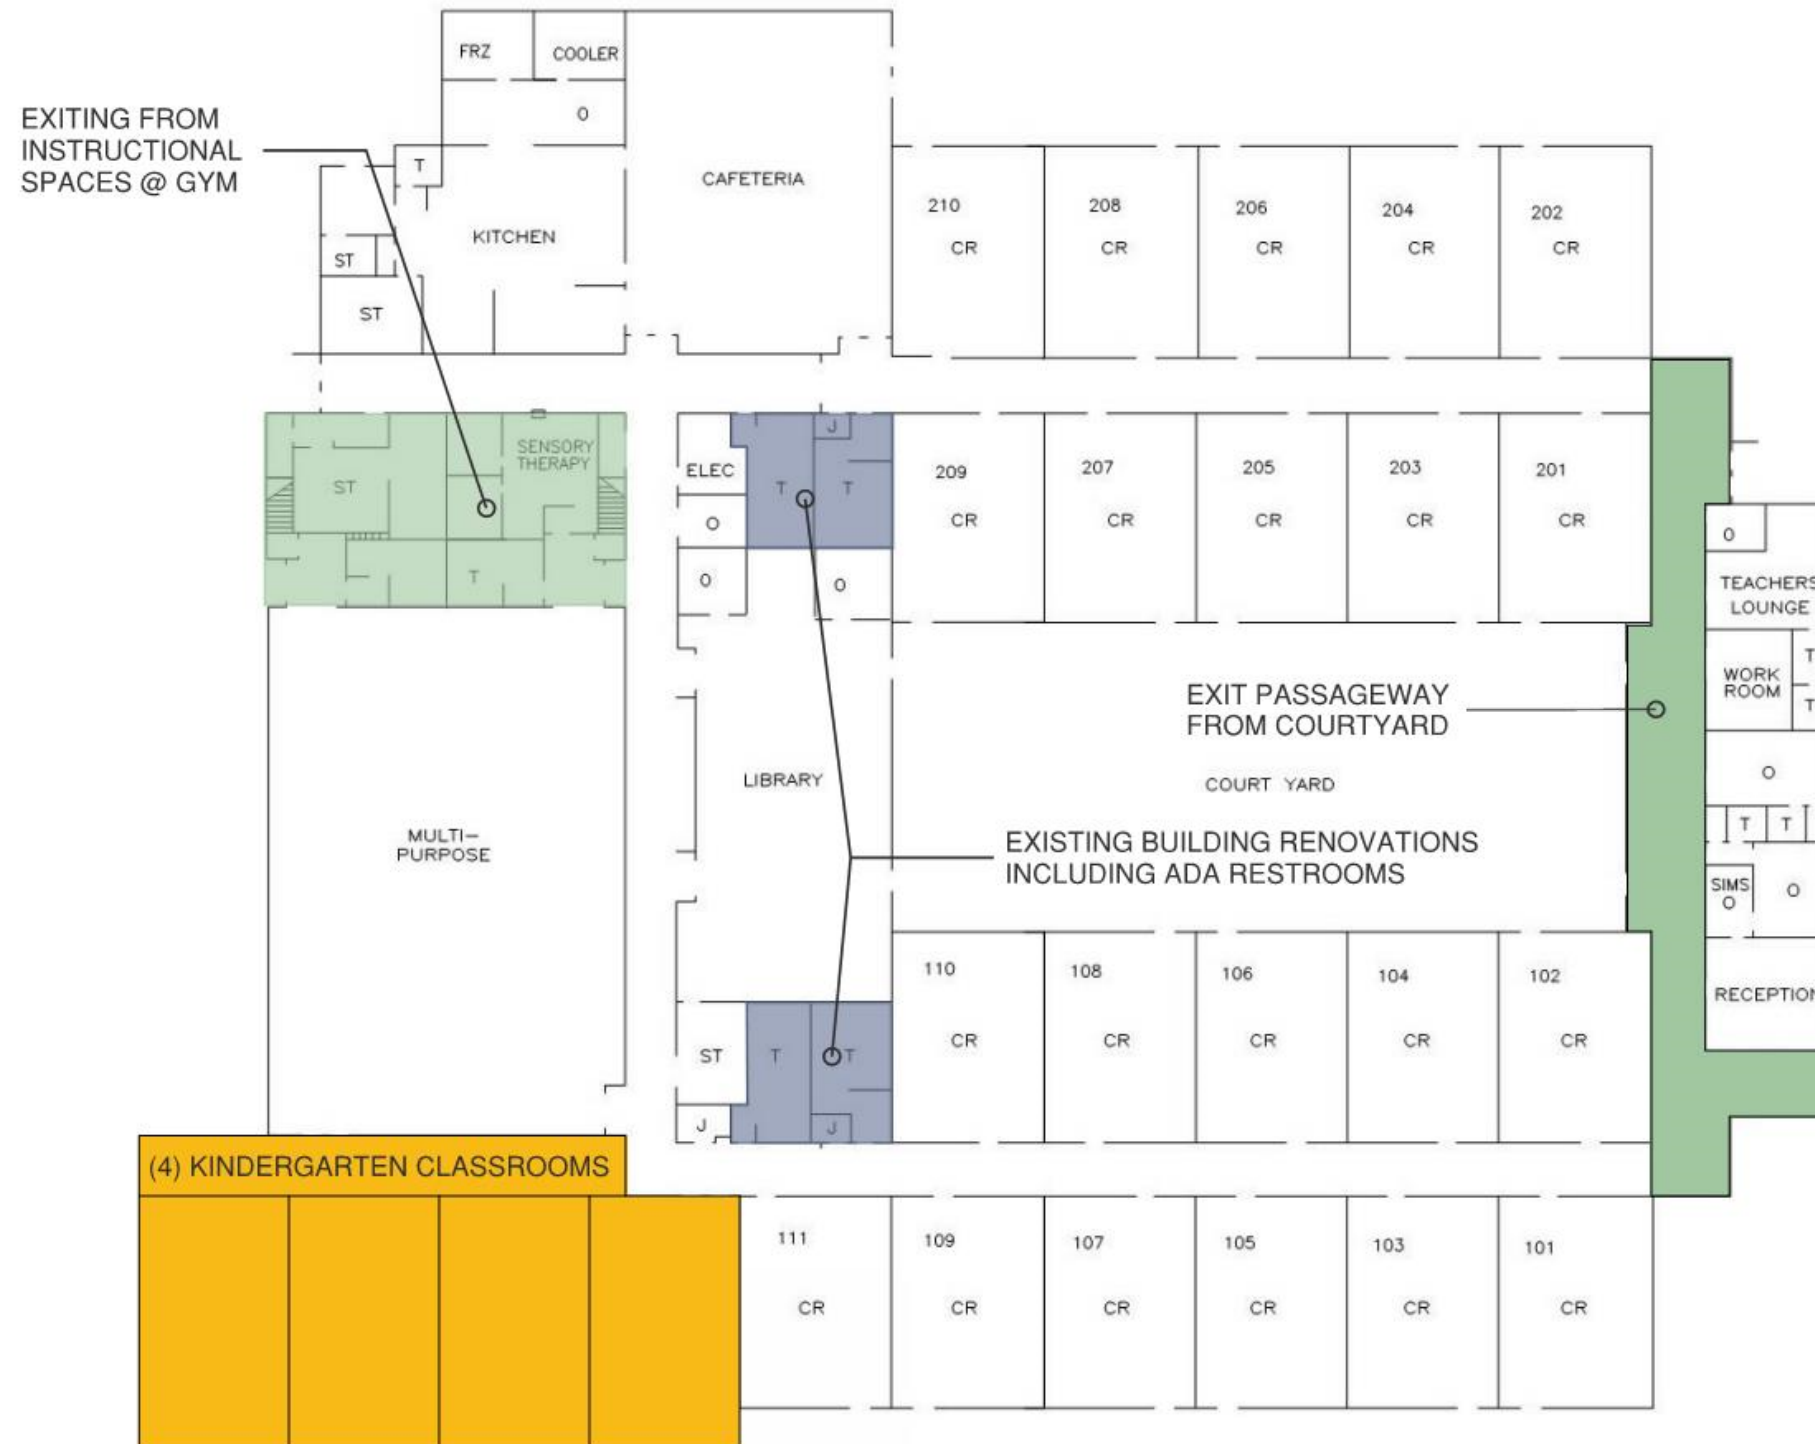 FRZ
COOLER
O
EXITING FROM
INSTRUCTIONAL
SPACES @ GYM
T
CAFETERIA
KITCHEN
ST
ST
210
CR
208
CR
206
CR
204
CR
202
CR
SENSORY
THERAPY
ST
T
ELEC
O
O
T
J
T
O
209
CR
207
CR
205
CR
203
CR
201
CR
O
TEACHERS
LOUNGE
WORK
ROOM
T
T
O
T
T
SIMS
O
O
RECEPTION
EXIT PASSAGEWAY
FROM COURTYARD
COURT YARD
LIBRARY
MULTI-
PURPOSE
EXISTING BUILDING RENOVATIONS
INCLUDING ADA RESTROOMS
110
CR
108
CR
106
CR
104
CR
102
CR
ST
T
T
J
J
(4) KINDERGARTEN CLASSROOMS
111
CR
109
CR
107
CR
105
CR
103
CR
101
CR